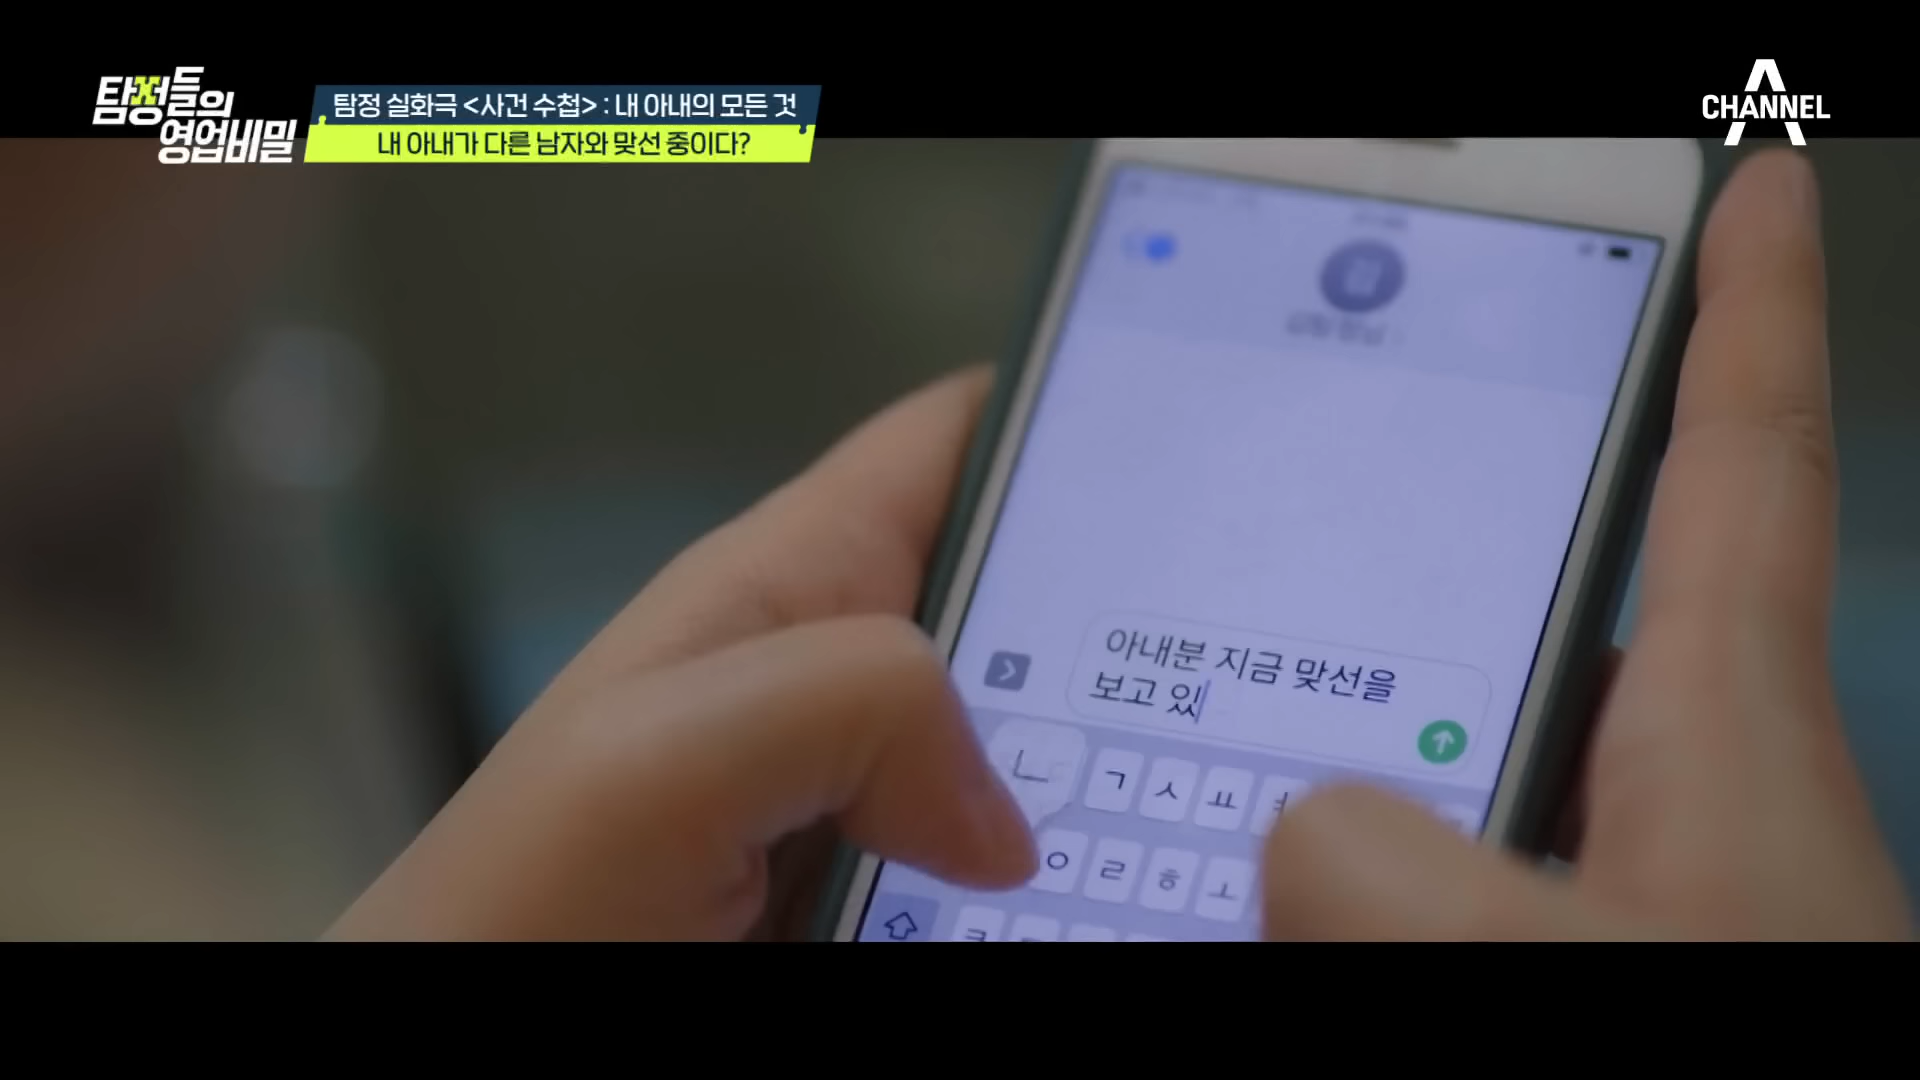 탐정들의
영업비밀
탐정 실화극 <사건 수첩> : 내 아내의 모든 것
내 아내가 다른 남자와 맞선 중이다?
CHANNEL A
아내분 지금 맞선을
보고 있
ㄴ ㄱ ㅅ ㅛ ㅕ
ㅇ ㄹ ㅎ ㅗ
ㅋ